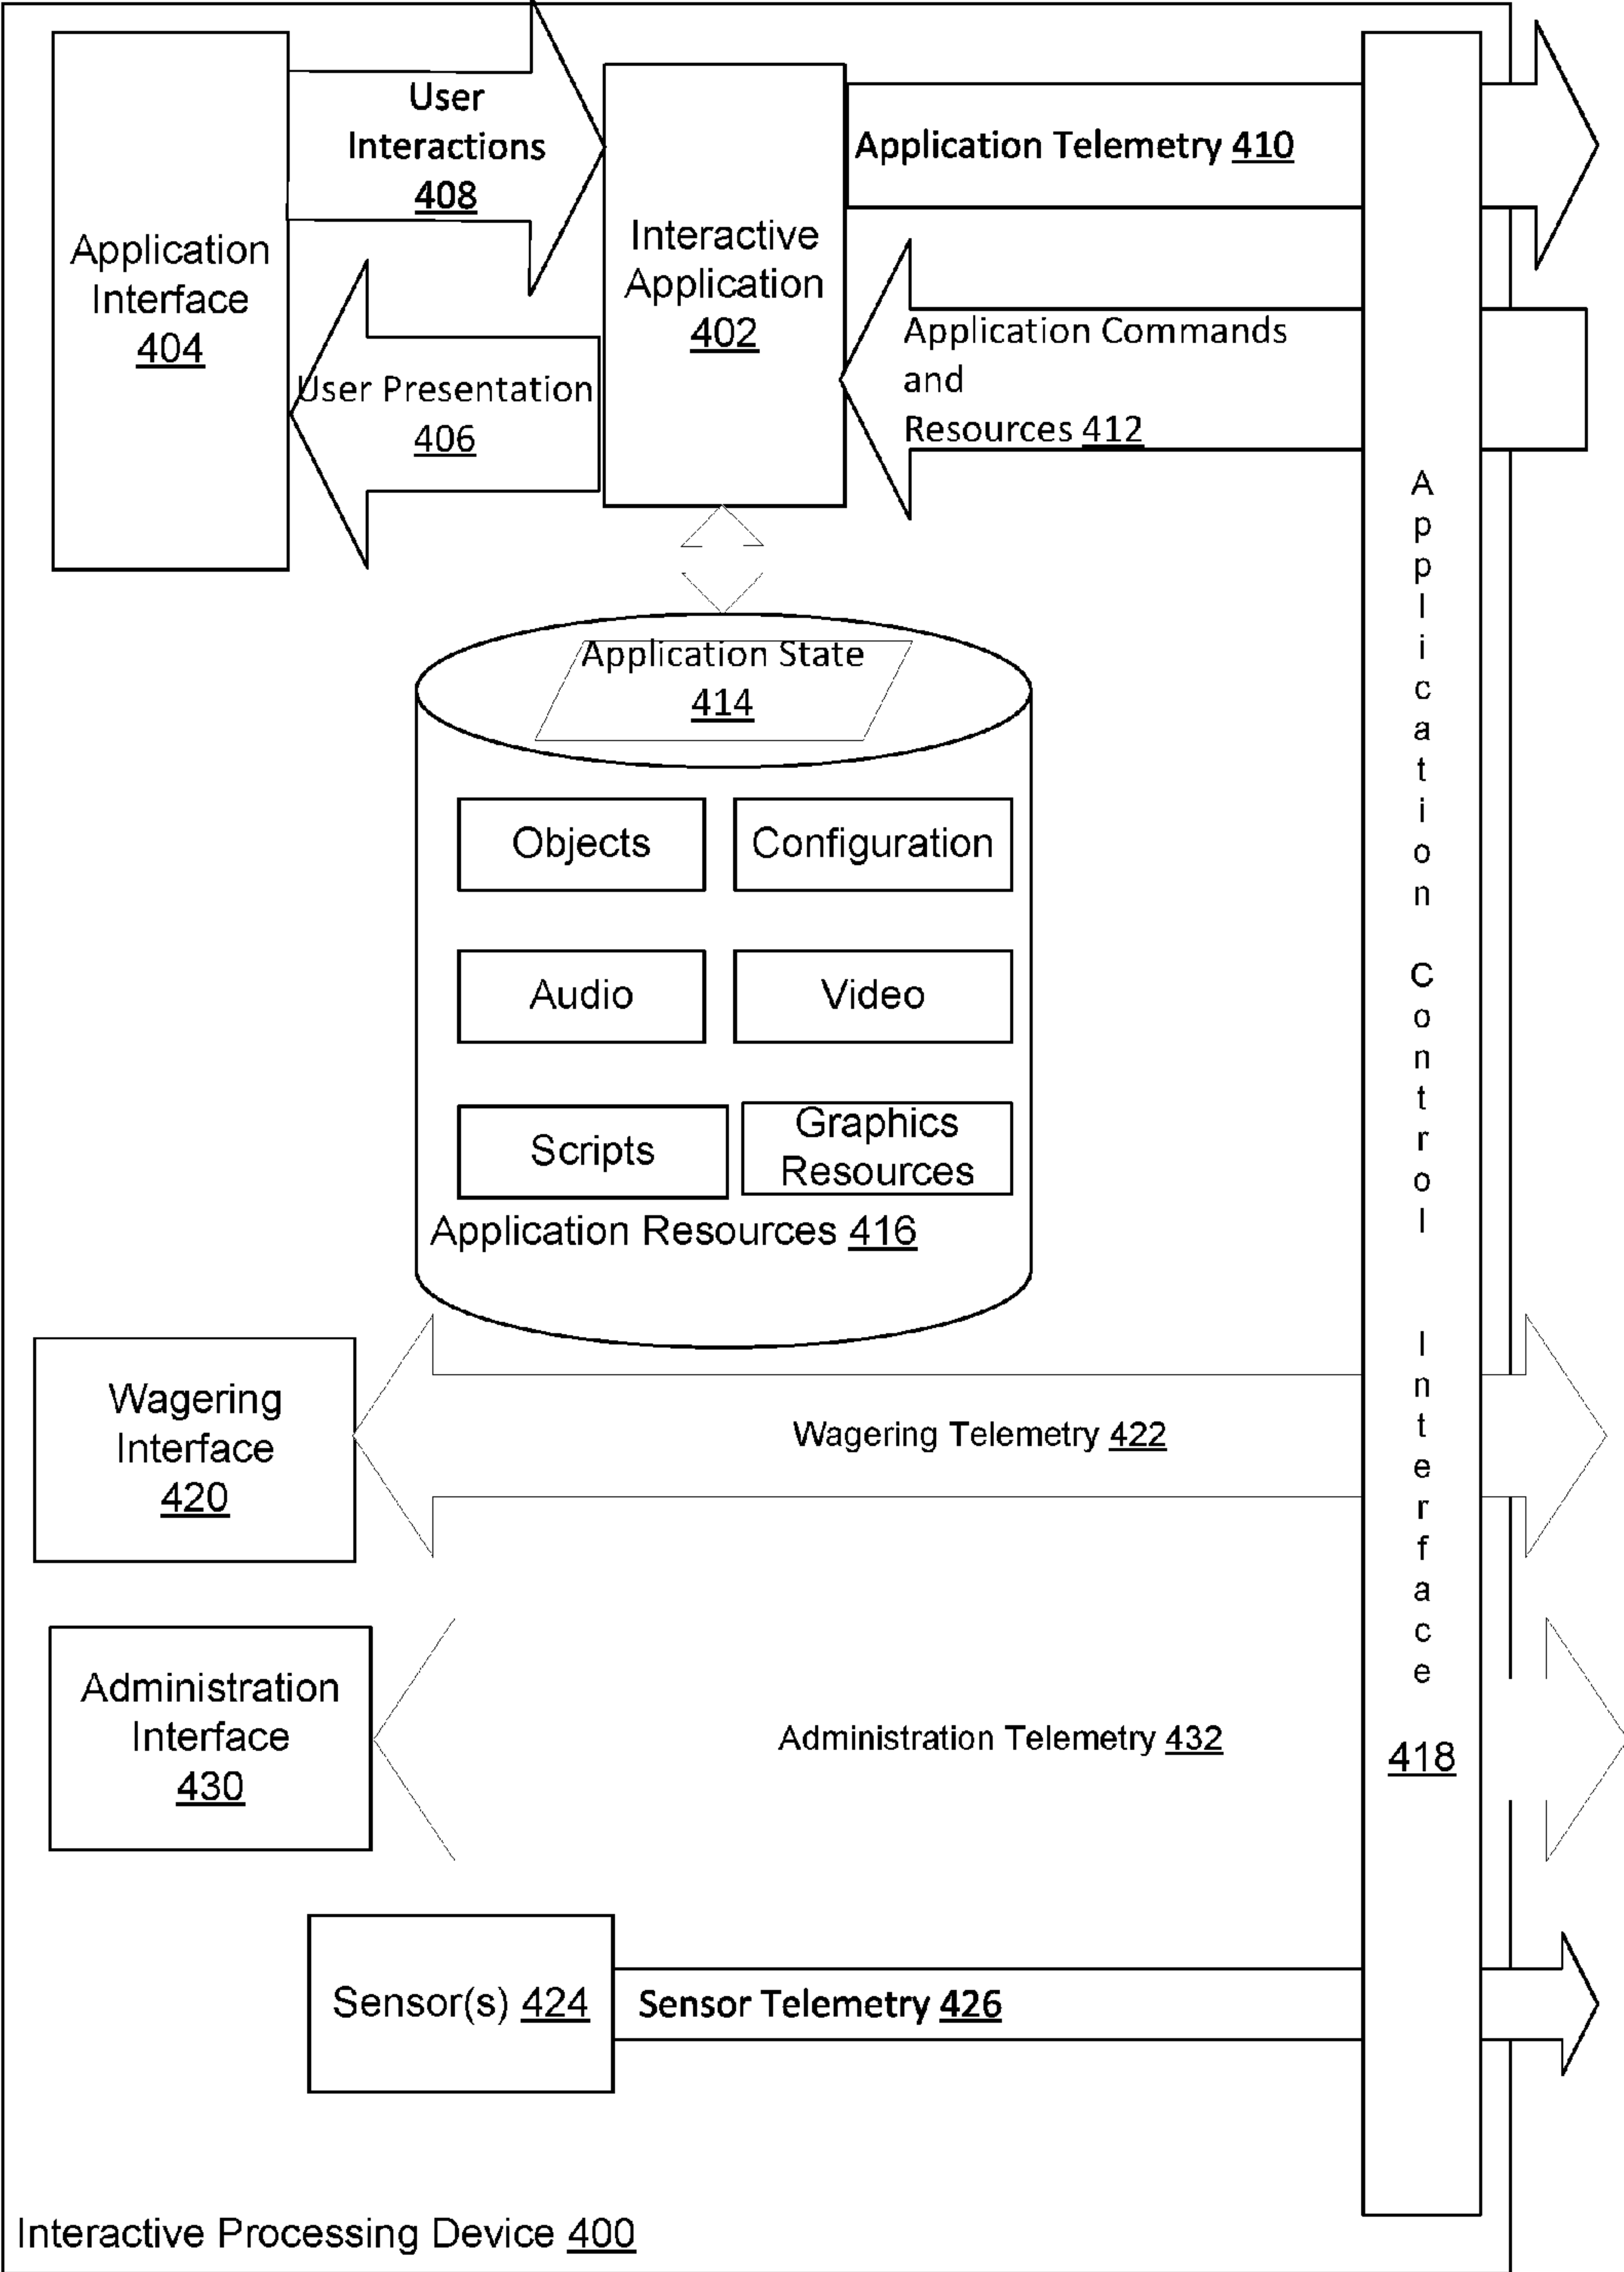 User
Interactions
408
Application
Interface
404
Interactive
Application
402
Application Telemetry 410
Application Commands
and
Resources 412
User Presentation
406
Application State
414
Objects
Configuration
Audio
Video
Scripts
Graphics
Resources
Application Resources 416
Application Control Interface
418
Wagering
Interface
420
Wagering Telemetry 422
Administration
Interface
430
Administration Telemetry 432
Sensor(s) 424
Sensor Telemetry 426
Interactive Processing Device 400